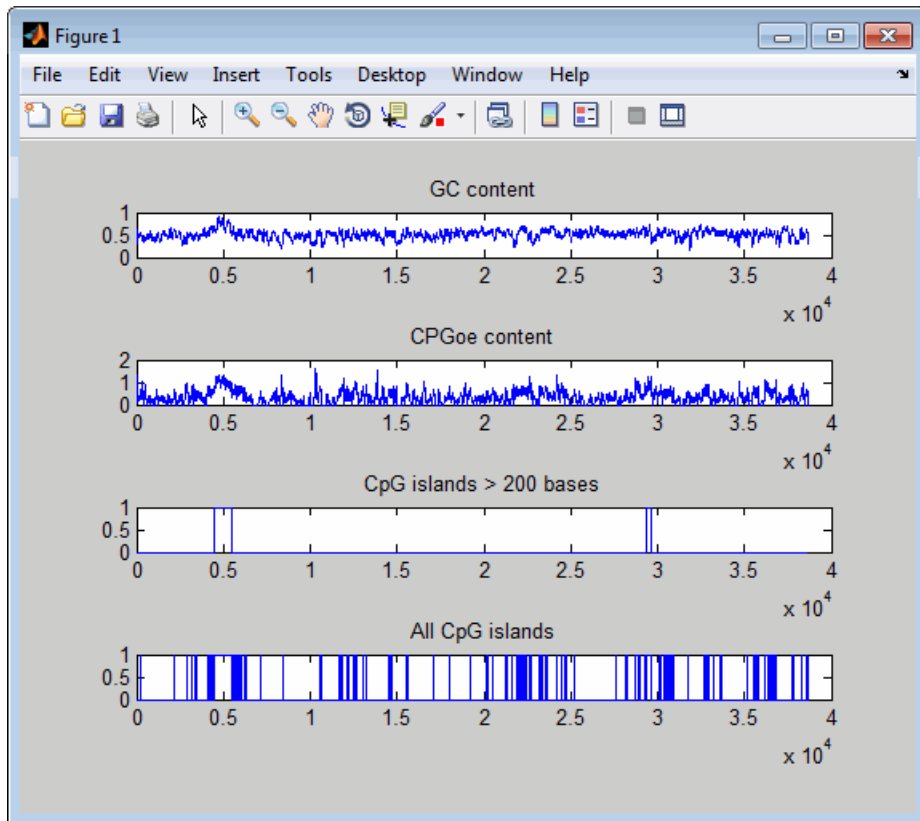 Figure 1
File Edit View Insert Tools Desktop Window Help
GC content
1
0.5
0
0 0.5 1 1.5 2 2.5 3 3.5 4
x 10^4
CPGoe content
2
1
0
0 0.5 1 1.5 2 2.5 3 3.5 4
x 10^4
CpG islands > 200 bases
1
0.5
0
0 0.5 1 1.5 2 2.5 3 3.5 4
x 10^4
All CpG islands
1
0.5
0
0 0.5 1 1.5 2 2.5 3 3.5 4
x 10^4